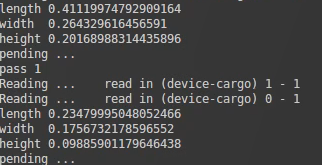 length 0.41119974792909164
width  0.264329616456591
height 0.20168988314435896
pending ...
pass 1
Reading ...    read in (device-cargo) 1 - 1
Reading ...    read in (device-cargo) 0 - 1
length 0.23479995048052466
width  0.1756732178596552
height 0.09885901179646438
pending ...